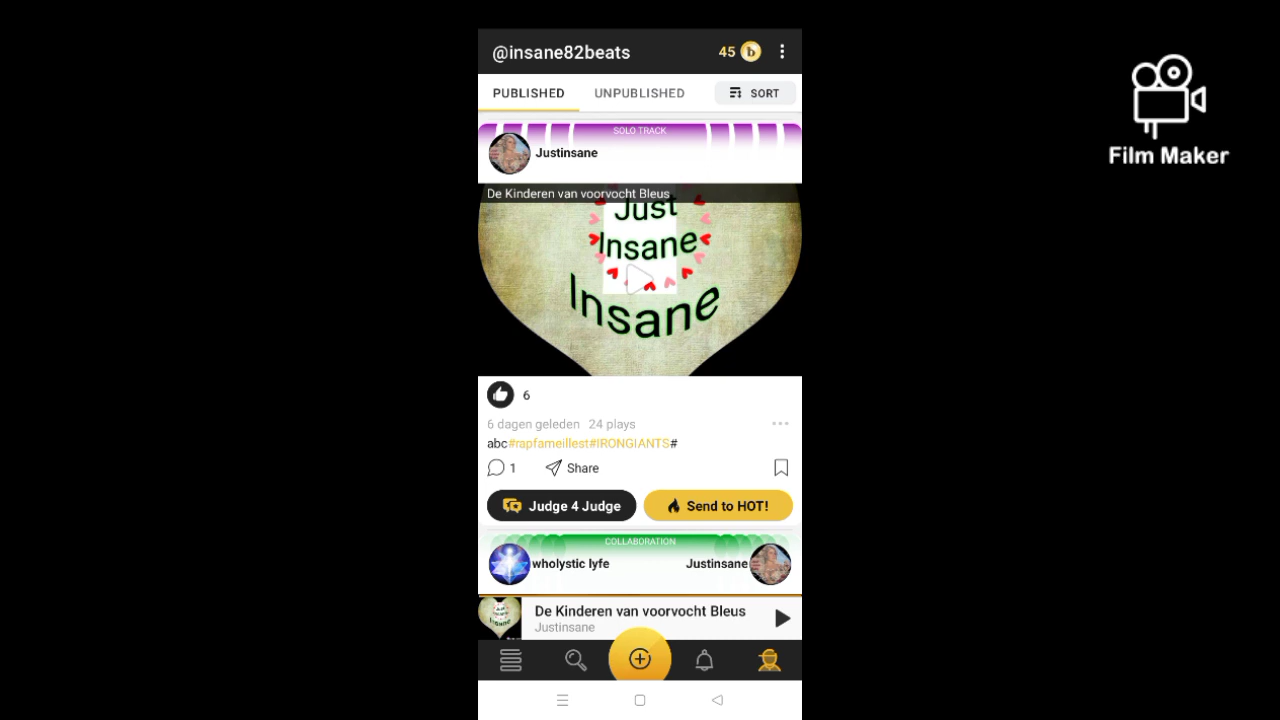 @insane82beats
45
PUBLISHED
UNPUBLISHED
SORT
SOLO TRACK
Justinsane
De Kinderen van voorvocht Bleus
Just
Insane
Insane
6
6 dagen geleden 24 plays
abc#rapfameillest#IRONGIANTS#
1
Share
Judge 4 Judge
Send to HOT!
COLLABORATION
wholystic lyfe
Justinsane
De Kinderen van voorvocht Bleus
Justinsane
Film Maker